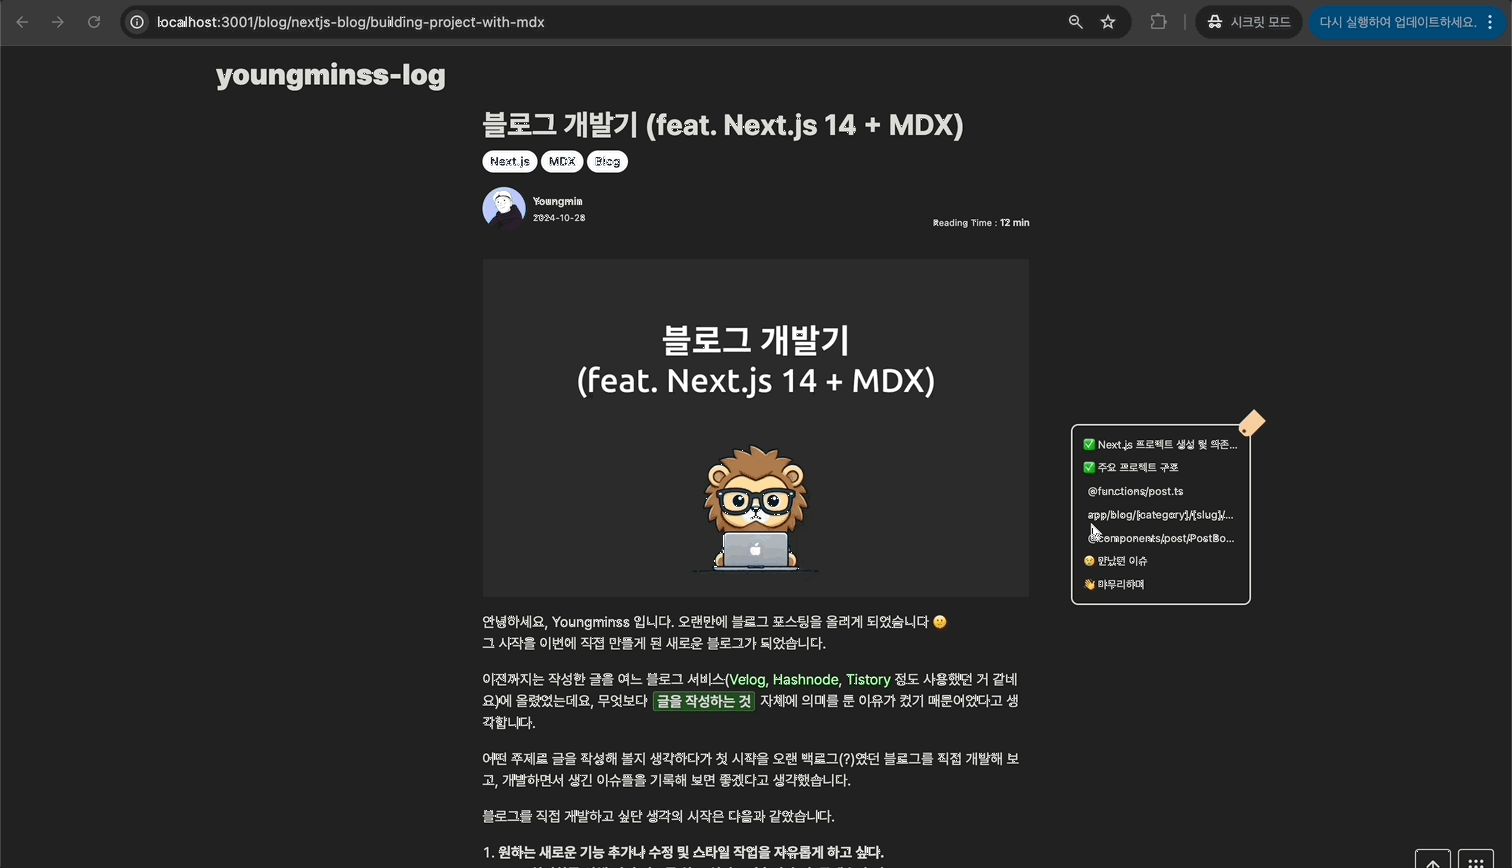 localhost:3001/blog/nextjs-blog/building-project-with-mdx
시크릿 모드
다시 실행하여 업데이트하세요.
youngminss-log
블로그 개발기 (feat. Next.js 14 + MDX)
Next.js MDX Blog
Youngmin
2024-10-28
Reading Time : 12 min
블로그 개발기
(feat. Next.js 14 + MDX)
✅ Next.js 프로젝트 생성 및 의존...
✅ 주요 프로젝트 구조
@functions/post.ts
app/blog/[category]/[slug]/...
@components/post/PostBo...
🥲 만났던 이슈
👋 마무리하며
안녕하세요, Youngminss 입니다. 오랜만에 블로그 포스팅을 올리게 되었습니다 🫢
그 시작을 이번에 직접 만들게 된 새로운 블로그가 되었습니다.
이전까지는 작성한 글을 여느 블로그 서비스(Velog, Hashnode, Tistory 정도 사용했던 거 같네
요)에 올렸었는데요, 무엇보다 글을 작성하는 것 자체에 의미를 둔 이유가 컸기 때문이었다고 생
각합니다.
어떤 주제로 글을 작성해 볼지 생각하다가 첫 시작을 오랜 백로그(?)였던 블로그를 직접 개발해 보
고, 개발하면서 생긴 이슈들을 기록해 보면 좋겠다고 생각했습니다.
블로그를 직접 개발하고 싶단 생각의 시작은 다음과 같았습니다.
1. 원하는 새로운 기능 추가나 수정 및 스타일 작업을 자유롭게 하고 싶다.